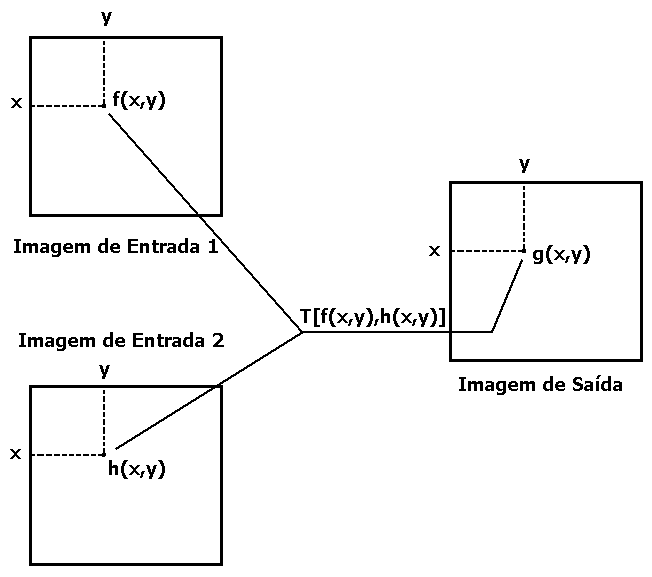 y
x
f(x,y)
Imagem de Entrada 1
y
x
g(x,y)
T[f(x,y),h(x,y)]
Imagem de Entrada 2
y
Imagem de Saída
x
h(x,y)